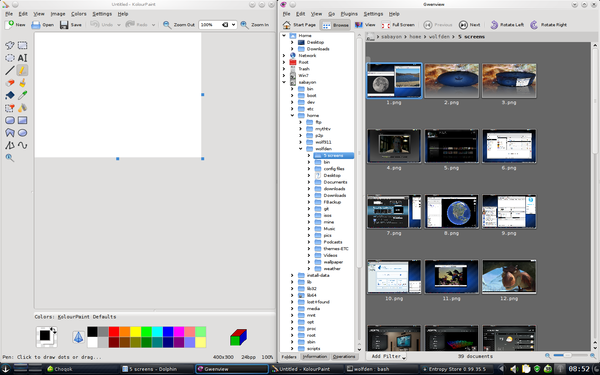 Untitled - KolourPaint
File Edit View Image Colors Settings Help
New Open Save Zoom Out 100% Zoom In
Colors: KolourPaint Defaults
Pen: Click to draw dots or drag...
400x300 24bpp 100%
Gwenview
File Edit View Go Plugins Settings Help
Start Page Browse View Full Screen Previous Next Rotate Left Rotate Right
sabayon > home > wolfden > 5 screens
Home
Desktop
Downloads
Network
Root
Trash
Win7
sabayon
bin
boot
dev
etc
home
ftp
mythtv
p2p
wolf911
wolfden
5 screens
bin
config files
Desktop
Documents
downloads
Downloads
FBackup
git
isos
mina
Music
pics
Podcasts
themes-ETC
Videos
wallpaper
weather
install-data
lib
lib32
lib64
lost+found
media
mnt
opt
proc
root
sbin
scripts
Folders Information Operations
1.png 2.png 3.png
4.png 5.png 6.png
7.png 8.png 9.png
10.png 11.png 12.png
Add Filter 39 documents
Choqok 5 screens - Dolphin Gwenview Untitled - KolourPaint wolfden : bash Entropy Store 0.99.35.5 08:52